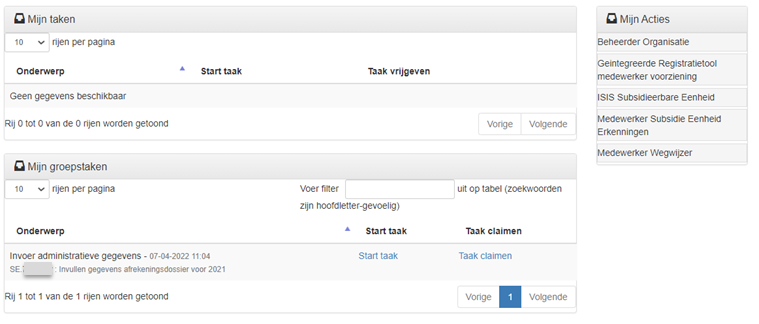 Mijn taken
10 rijen per pagina
Onderwerp Start taak Taak vrijgeven
Geen gegevens beschikbaar
Rij 0 tot 0 van de 0 rijen worden getoond
Vorige Volgende
Mijn groepstaken
10 rijen per pagina
Voer filter uit op tabel (zoekwoorden
zijn hoofdletter-gevoelig)
Onderwerp Start taak Taak claimen
Invoer administratieve gegevens - 07-04-2022 11:04 Start taak Taak claimen
SE. : Invullen gegevens afrekeningsdossier voor 2021
Rij 1 tot 1 van de 1 rijen worden getoond
Vorige 1 Volgende
Mijn Acties
Beheerder Organisatie
Geintegreerde Registratietool
medewerker voorziening
ISIS Subsidieerbare Eenheid
Medewerker Subsidie Eenheid
Erkenningen
Medewerker Wegwijzer